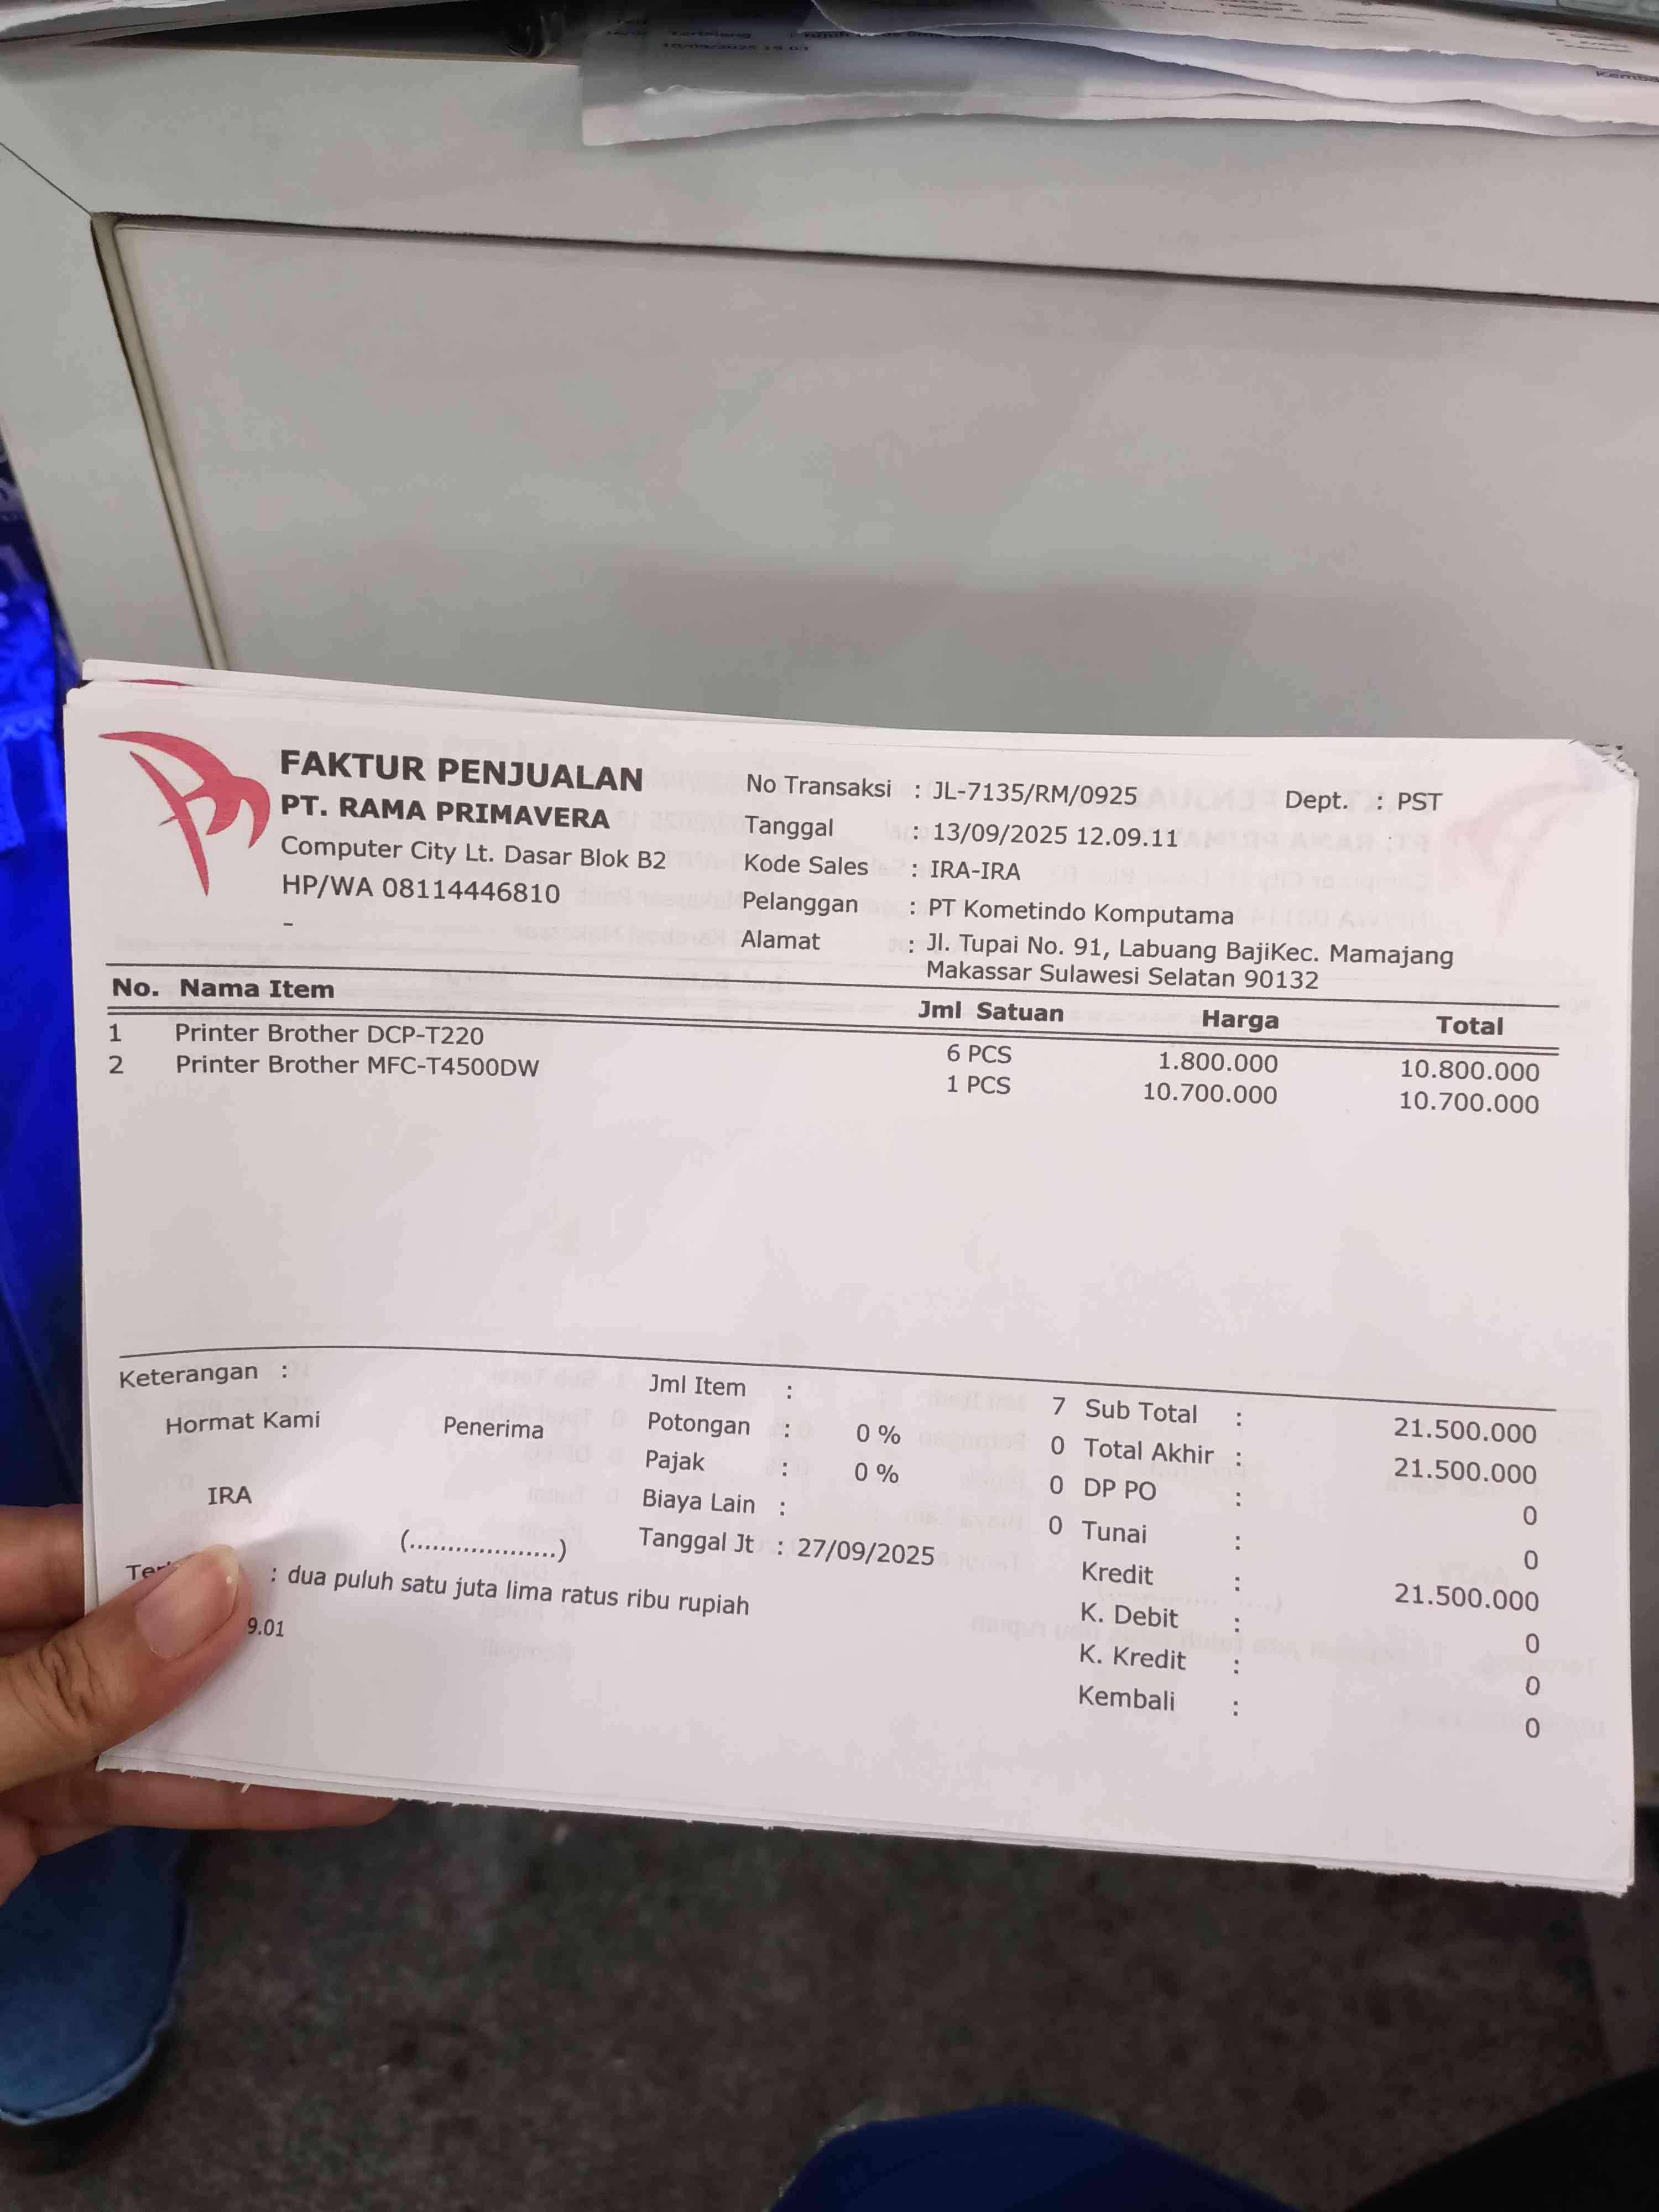 Kemba
FAKTUR PENJUALAN
PT. RAMA PRIMAVERA
Computer City Lt. Dasar Blok B2
HP/WA 08114446810
-
No Transaksi : JL-7135/RM/0925 Dept. : PST
Tanggal : 13/09/2025 12.09.11
Kode Sales : IRA-IRA
Pelanggan : PT Kometindo Komputama
Alamat : Jl. Tupai No. 91, Labuang BajiKec. Mamajang
Makassar Sulawesi Selatan 90132
No. Nama Item Jml Satuan Harga Total
1 Printer Brother DCP-T220 6 PCS 1.800.000 10.800.000
2 Printer Brother MFC-T4500DW 1 PCS 10.700.000 10.700.000
Keterangan :
Hormat Kami Penerima
IRA
(...................)
Jml Item : 7
Potongan : 0 % 0
Pajak : 0 % 0
Biaya Lain : 0
Tanggal Jt : 27/09/2025
Sub Total : 21.500.000
Total Akhir : 21.500.000
DP PO : 0
Tunai : 0
Kredit : 21.500.000
K. Debit : 0
K. Kredit : 0
Kembali : 0
: dua puluh satu juta lima ratus ribu rupiah
9.01